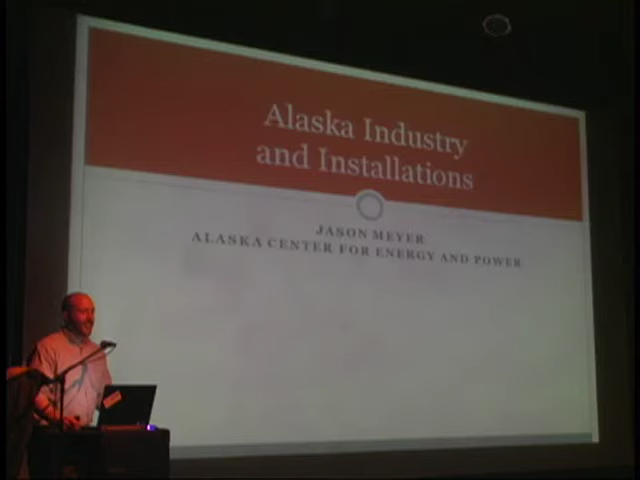 Alaska Industry
and Installations
JASON MEYER
ALASKA CENTER FOR ENERGY AND POWER